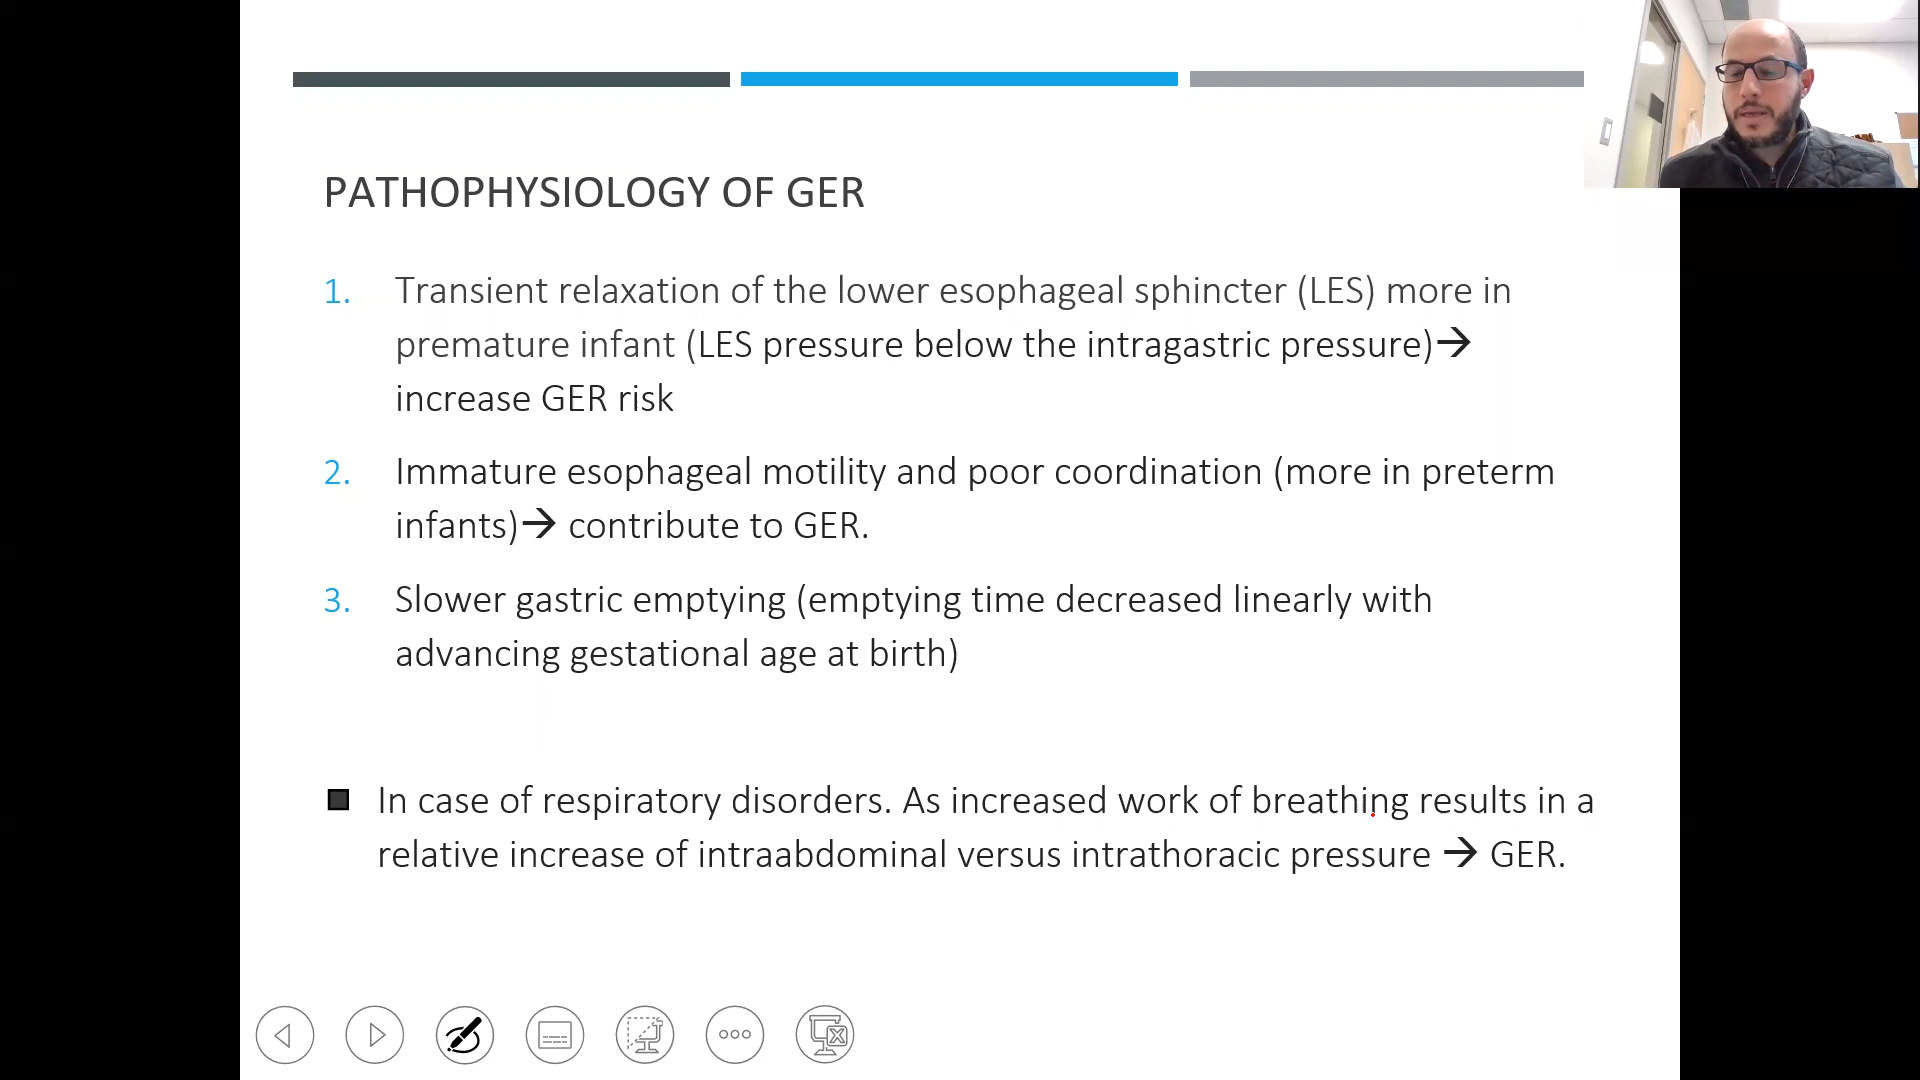 PATHOPHYSIOLOGY OF GER
1. Transient relaxation of the lower esophageal sphincter (LES) more in
premature infant (LES pressure below the intragastric pressure)→
increase GER risk
2. Immature esophageal motility and poor coordination (more in preterm
infants)→ contribute to GER.
3. Slower gastric emptying (emptying time decreased linearly with
advancing gestational age at birth)
■ In case of respiratory disorders. As increased work of breathing results in a
relative increase of intraabdominal versus intrathoracic pressure → GER.